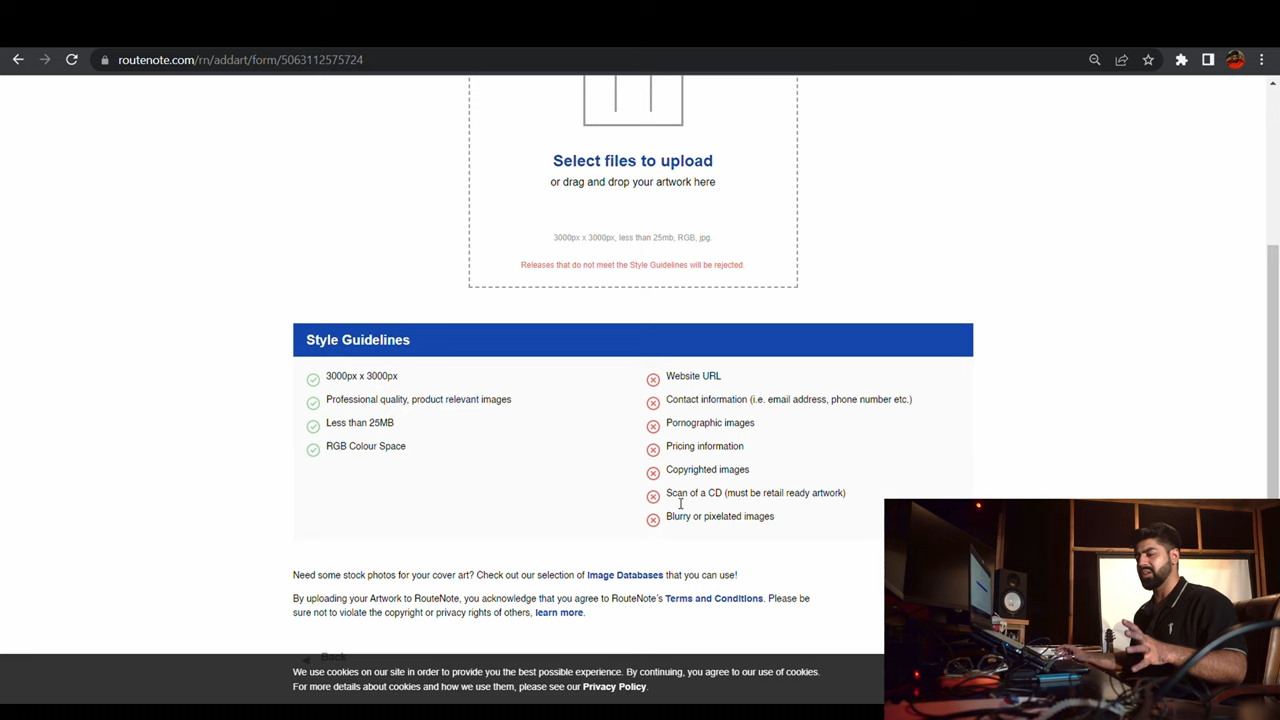 routenote.com/rn/addart/form/5063112575724
Select files to upload
or drag and drop your artwork here
3000px x 3000px, less than 25mb, RGB, jpg.
Releases that do not meet the Style Guidelines will be rejected.
Style Guidelines
3000px x 3000px
Professional quality, product relevant images
Less than 25MB
RGB Colour Space
Website URL
Contact information (i.e. email address, phone number etc.)
Pornographic images
Pricing information
Copyrighted images
Scan of a CD (must be retail ready artwork)
Blurry or pixelated images
Need some stock photos for your cover art? Check out our selection of Image Databases that you can use!
By uploading your Artwork to RouteNote, you acknowledge that you agree to RouteNote's Terms and Conditions. Please be
sure not to violate the copyright or privacy rights of others, learn more.
Back
We use cookies on our site in order to provide you the best possible experience. By continuing, you agree to our use of cookies.
For more details about cookies and how we use them, please see our Privacy Policy.